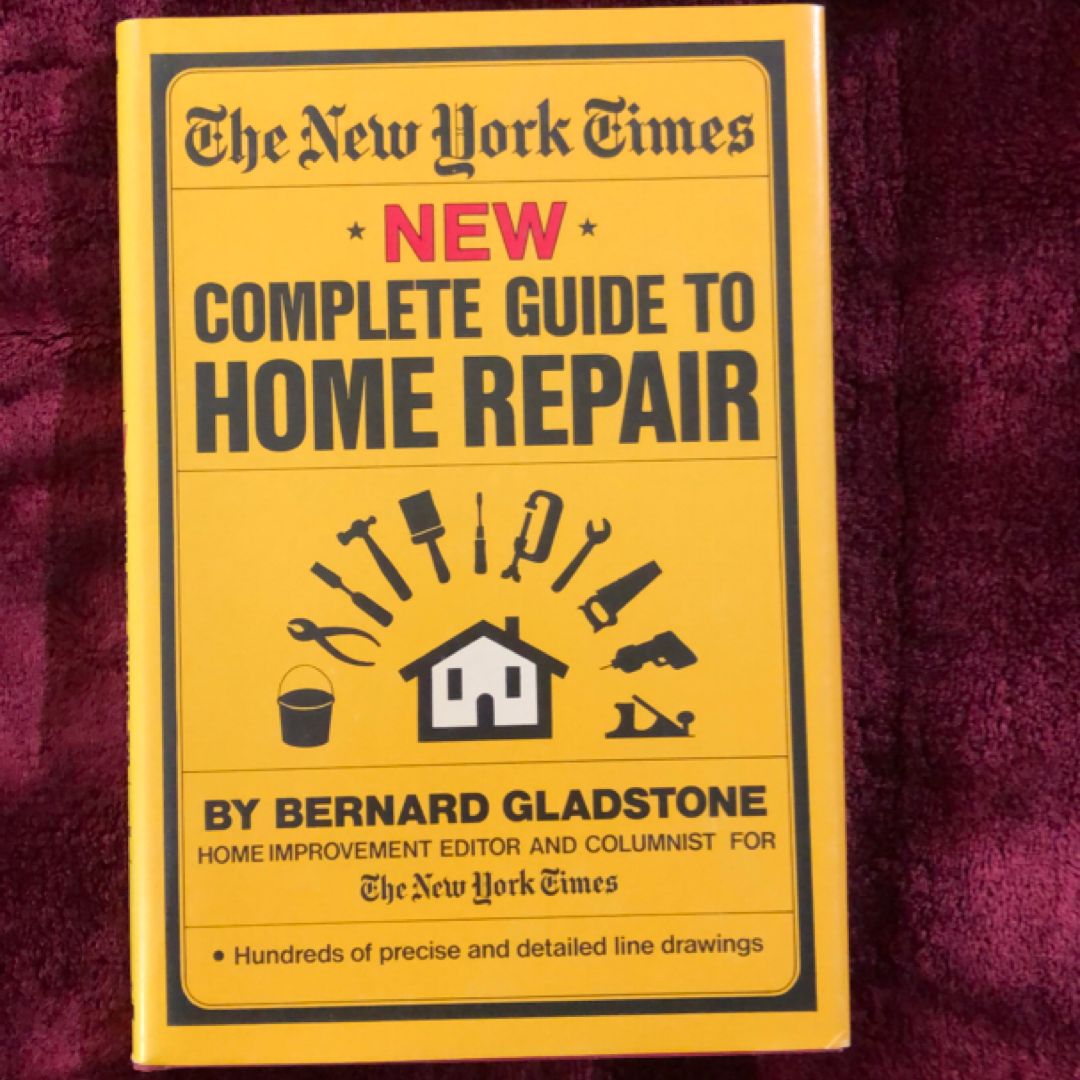 The New York Times
NEW
COMPLETE GUIDE TO
HOME REPAIR
BY BERNARD GLADSTONE
HOME IMPROVEMENT EDITOR AND COLUMNIST FOR
The New York Times
• Hundreds of precise and detailed line drawings